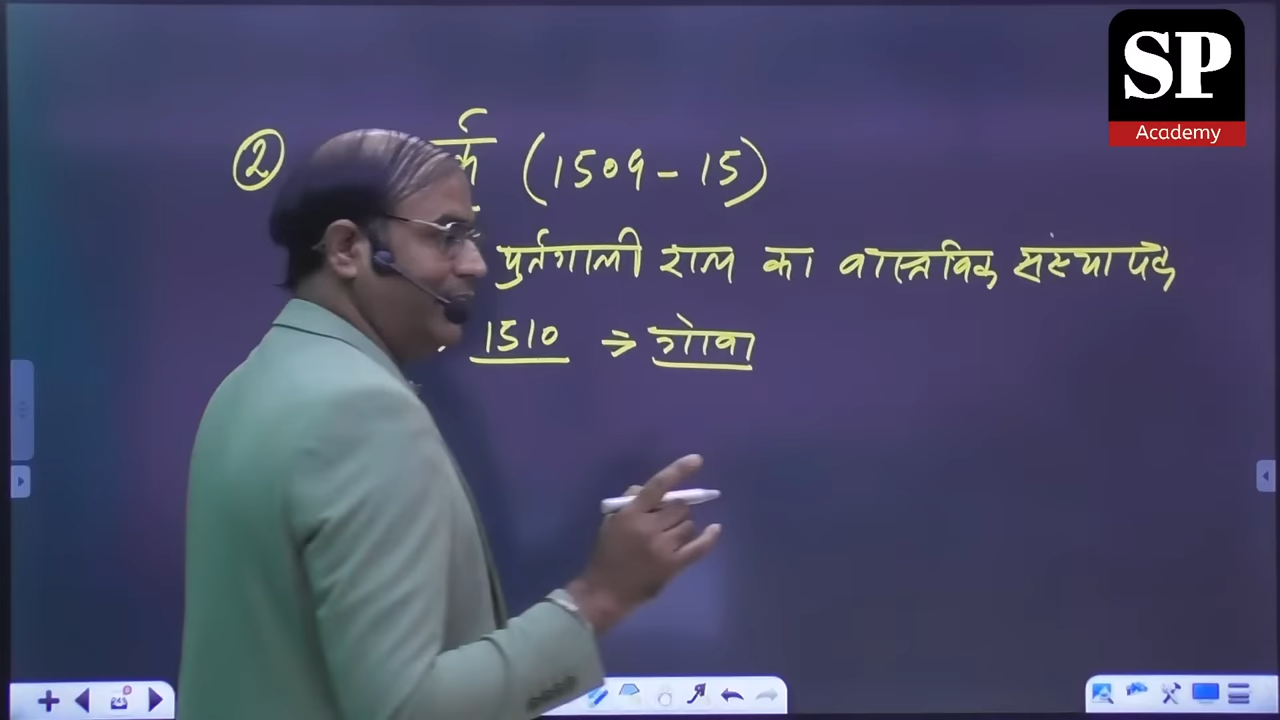 SP
Academy
② र्क (1509 - 15)
पुर्तगाली राज्य का वास्तविक संस्थापक
1510 ⇒ गोवा